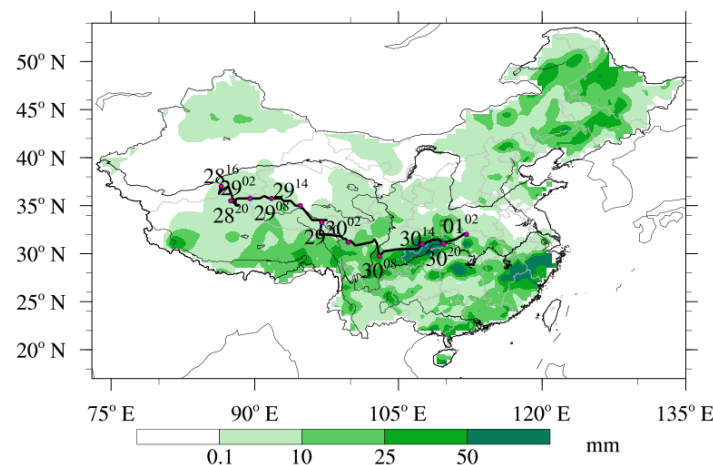 50° N
45° N
40° N
35° N
30° N
25° N
20° N
28¹⁶
29⁰²
28²⁰
29⁰⁸
29¹⁴
29
30⁰²
30⁰⁸
30¹⁴
30²⁰
01⁰²
75° E 90° E 105° E 120° E 135° E
0.1 10 25 50 mm